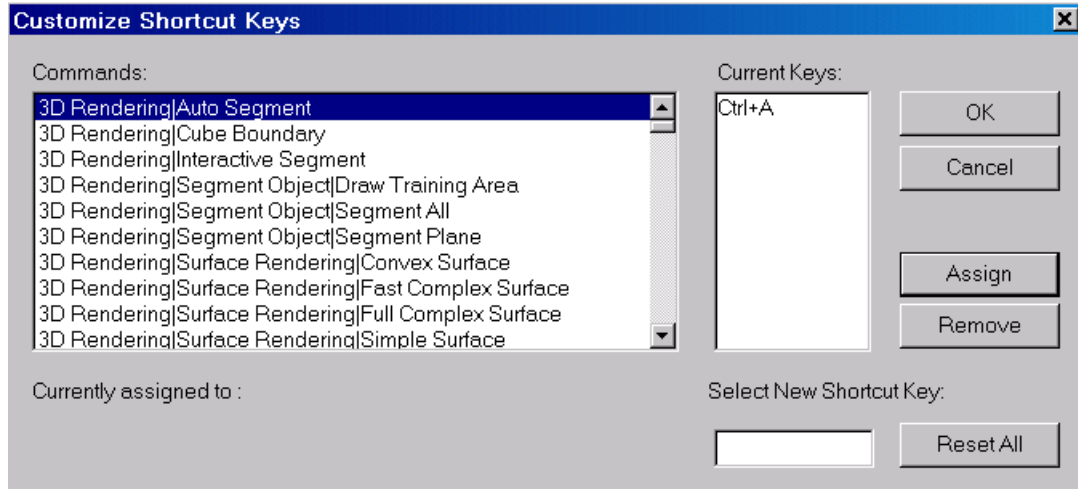 Customize Shortcut Keys
Commands:
3D Rendering|Auto Segment
3D Rendering|Cube Boundary
3D Rendering|Interactive Segment
3D Rendering|Segment Object|Draw Training Area
3D Rendering|Segment Object|Segment All
3D Rendering|Segment Object|Segment Plane
3D Rendering|Surface Rendering|Convex Surface
3D Rendering|Surface Rendering|Fast Complex Surface
3D Rendering|Surface Rendering|Full Complex Surface
3D Rendering|Surface Rendering|Simple Surface
Current Keys:
Ctrl+A
OK
Cancel
Assign
Remove
Currently assigned to :
Select New Shortcut Key:
Reset All